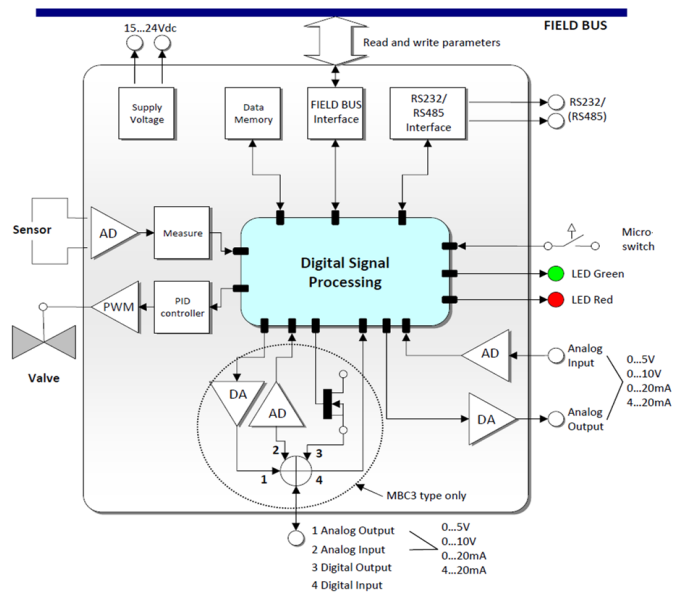 FIELD BUS
15...24Vdc
Read and write parameters
Supply
Voltage
Data
Memory
FIELD BUS
Interface
RS232/
RS485
Interface
RS232/
(RS485)
Sensor
AD
Measure
Digital Signal
Processing
Micro-
switch
LED Green
LED Red
PWM
PID
controller
Valve
DA
AD
AD
Analog
Input
DA
Analog
Output
0...5V
0...10V
0...20mA
4...20mA
2
3
1
4
MBC3 type only
1 Analog Output
2 Analog Input
3 Digital Output
4 Digital Input
0...5V
0...10V
0...20mA
4...20mA